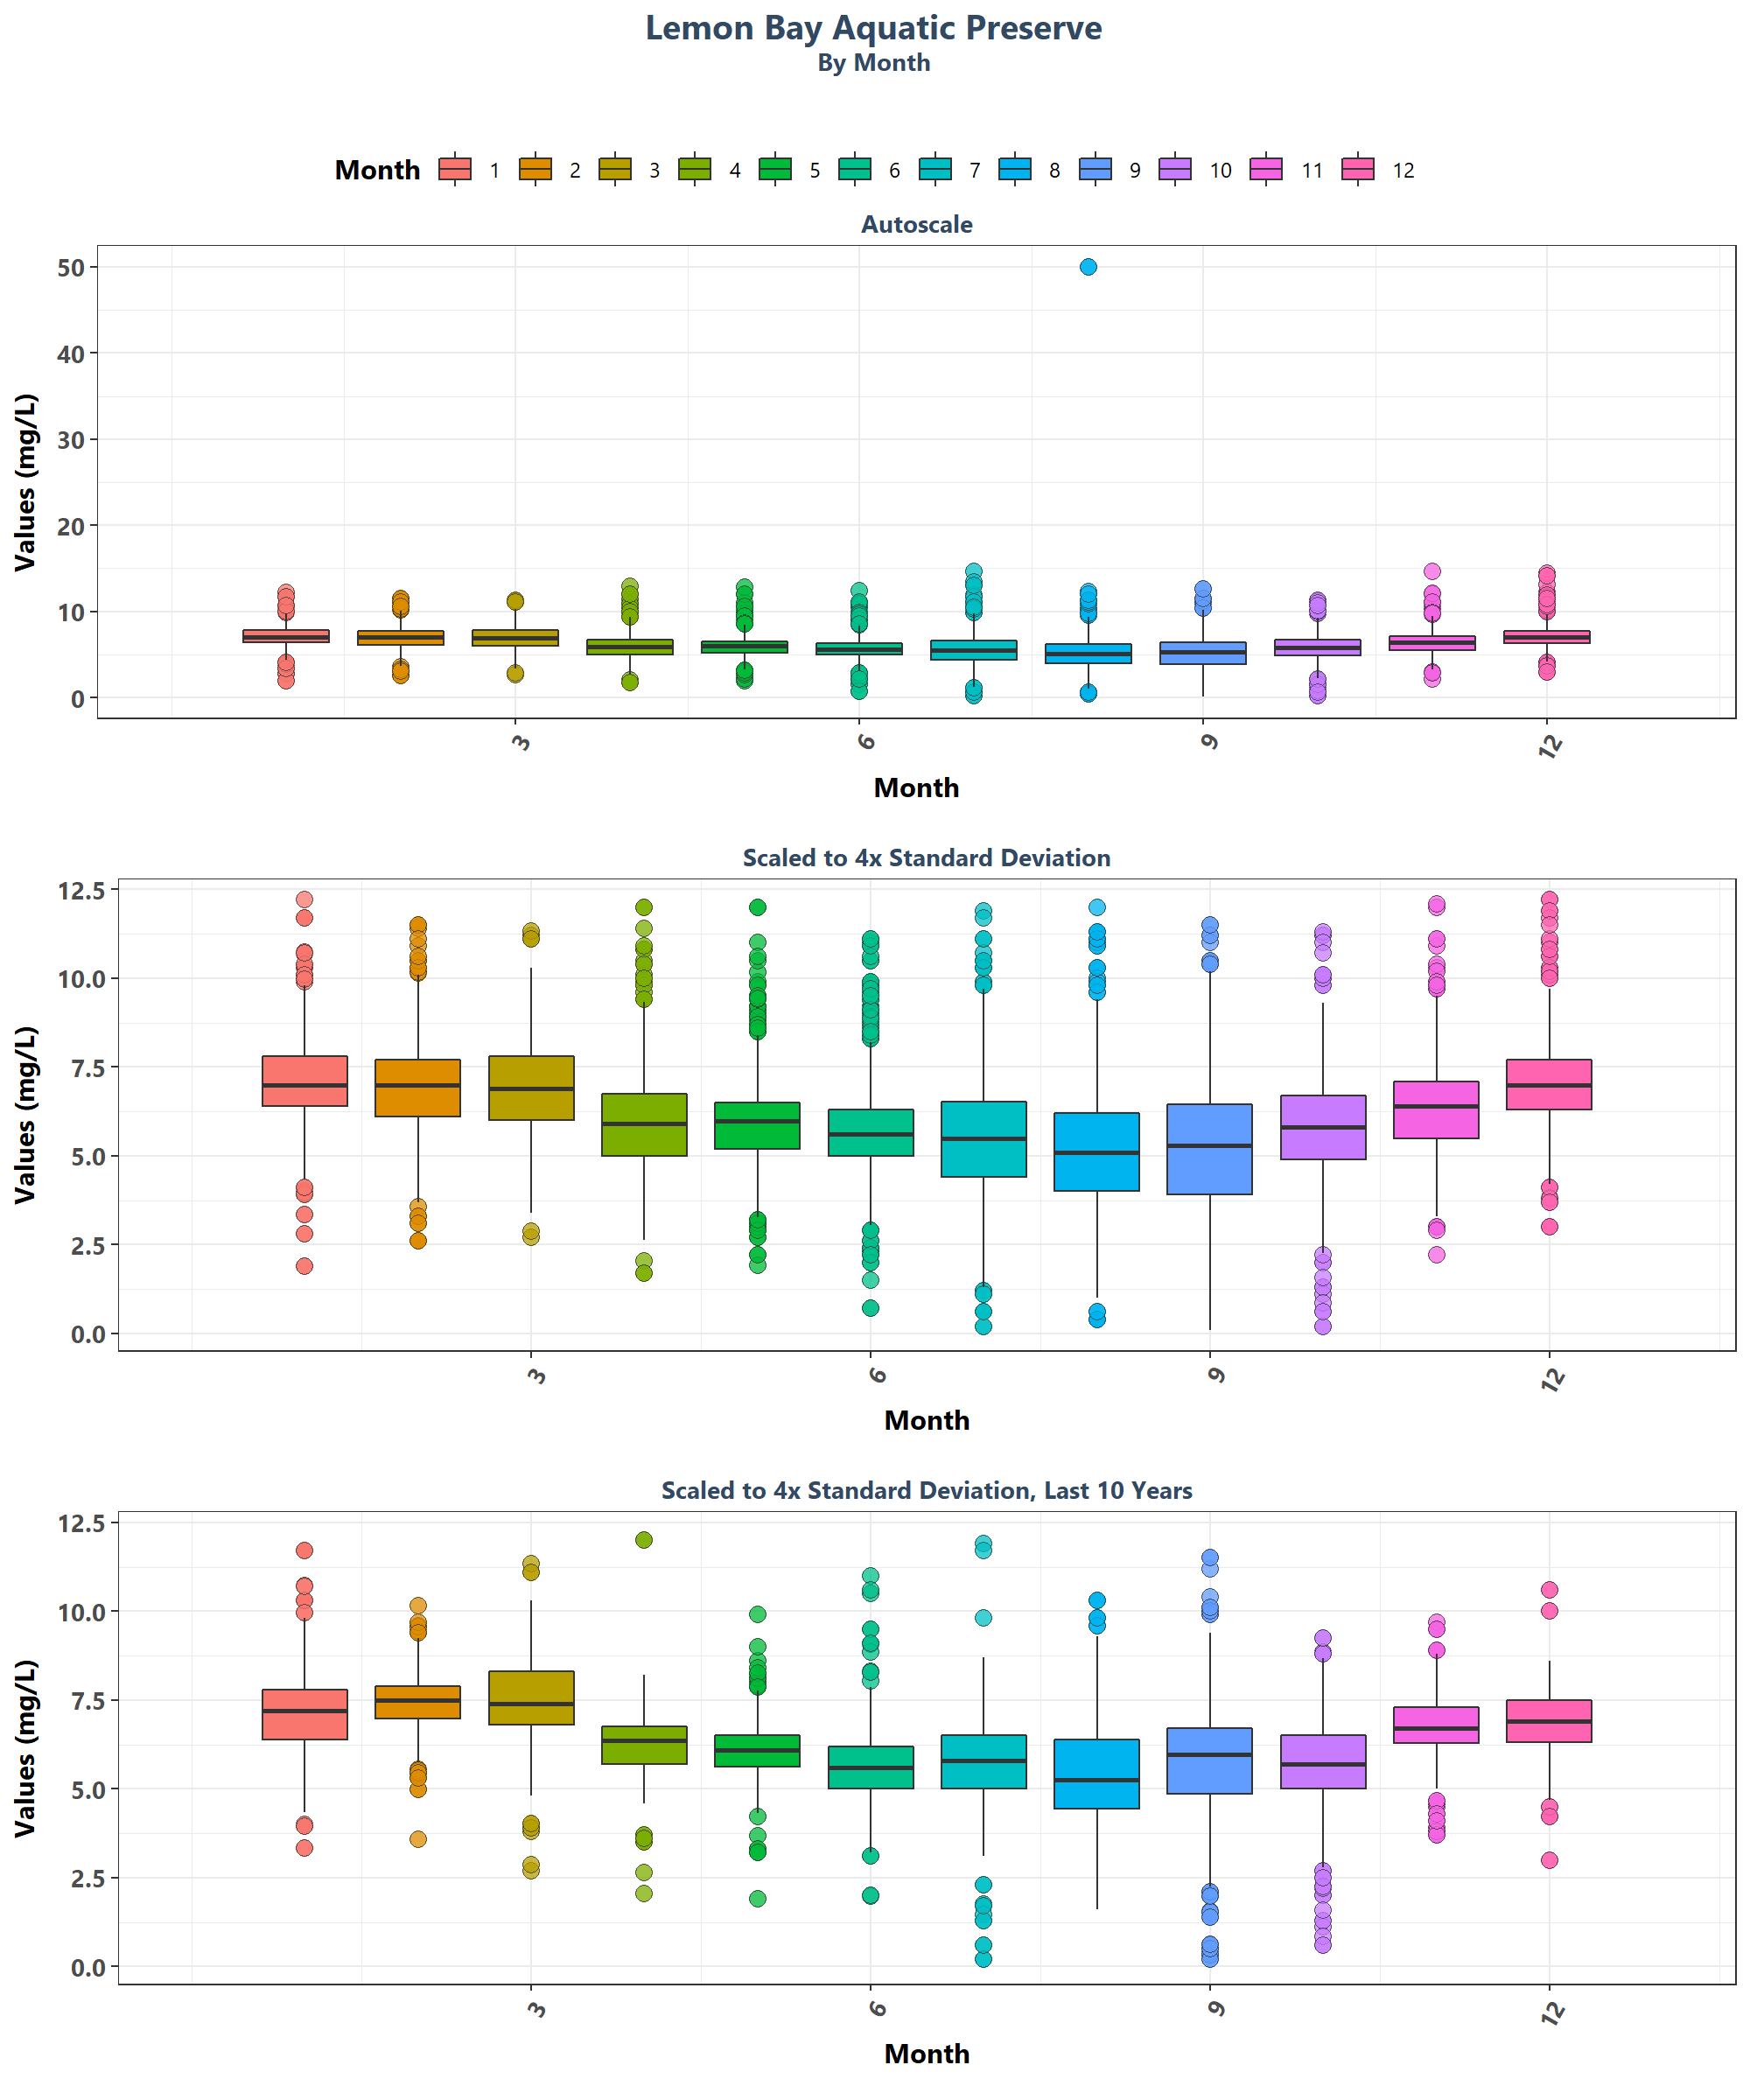 Lemon Bay Aquatic Preserve
By Month
Month 1 2 3 4 5 6 7 8 9 10 11 12
Autoscale
Values (mg/L)
50
40
30
20
10
0
3 6 9 12
Month
Scaled to 4x Standard Deviation
Values (mg/L)
12.5
10.0
7.5
5.0
2.5
0.0
3 6 9 12
Month
Scaled to 4x Standard Deviation, Last 10 Years
Values (mg/L)
12.5
10.0
7.5
5.0
2.5
0.0
3 6 9 12
Month